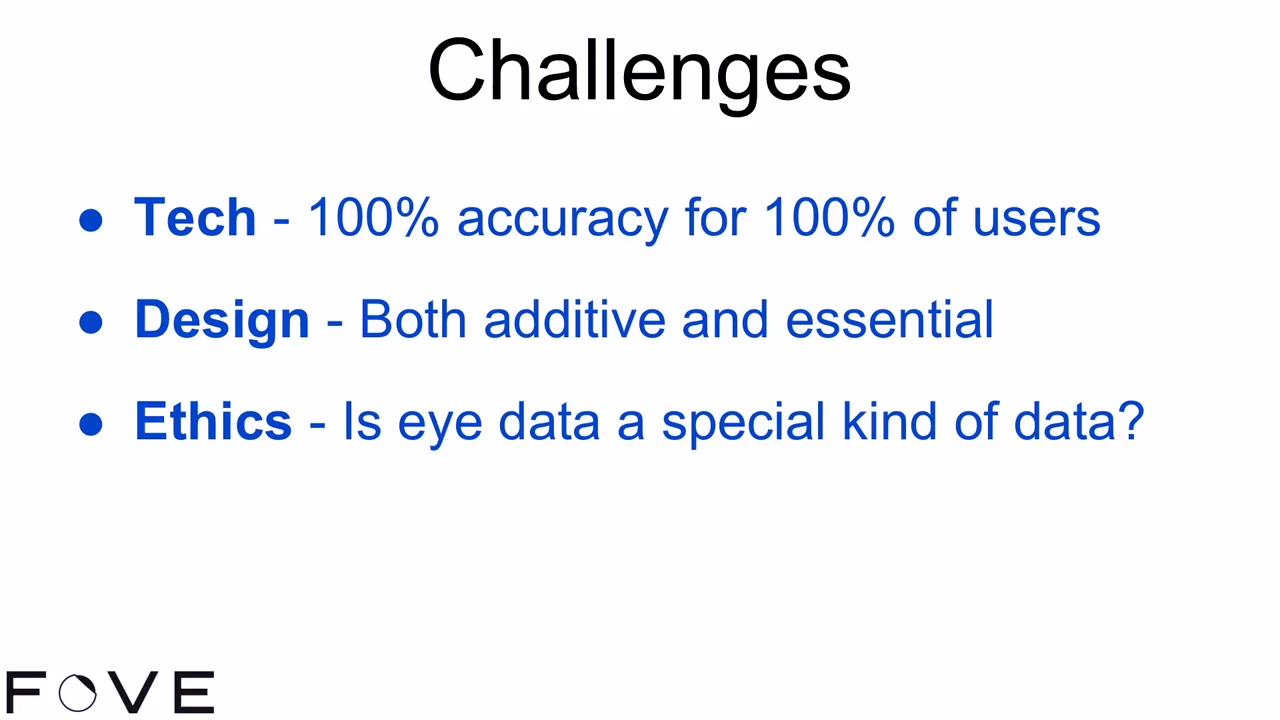 Challenges
● Tech - 100% accuracy for 100% of users
● Design - Both additive and essential
● Ethics - Is eye data a special kind of data?
FOVE